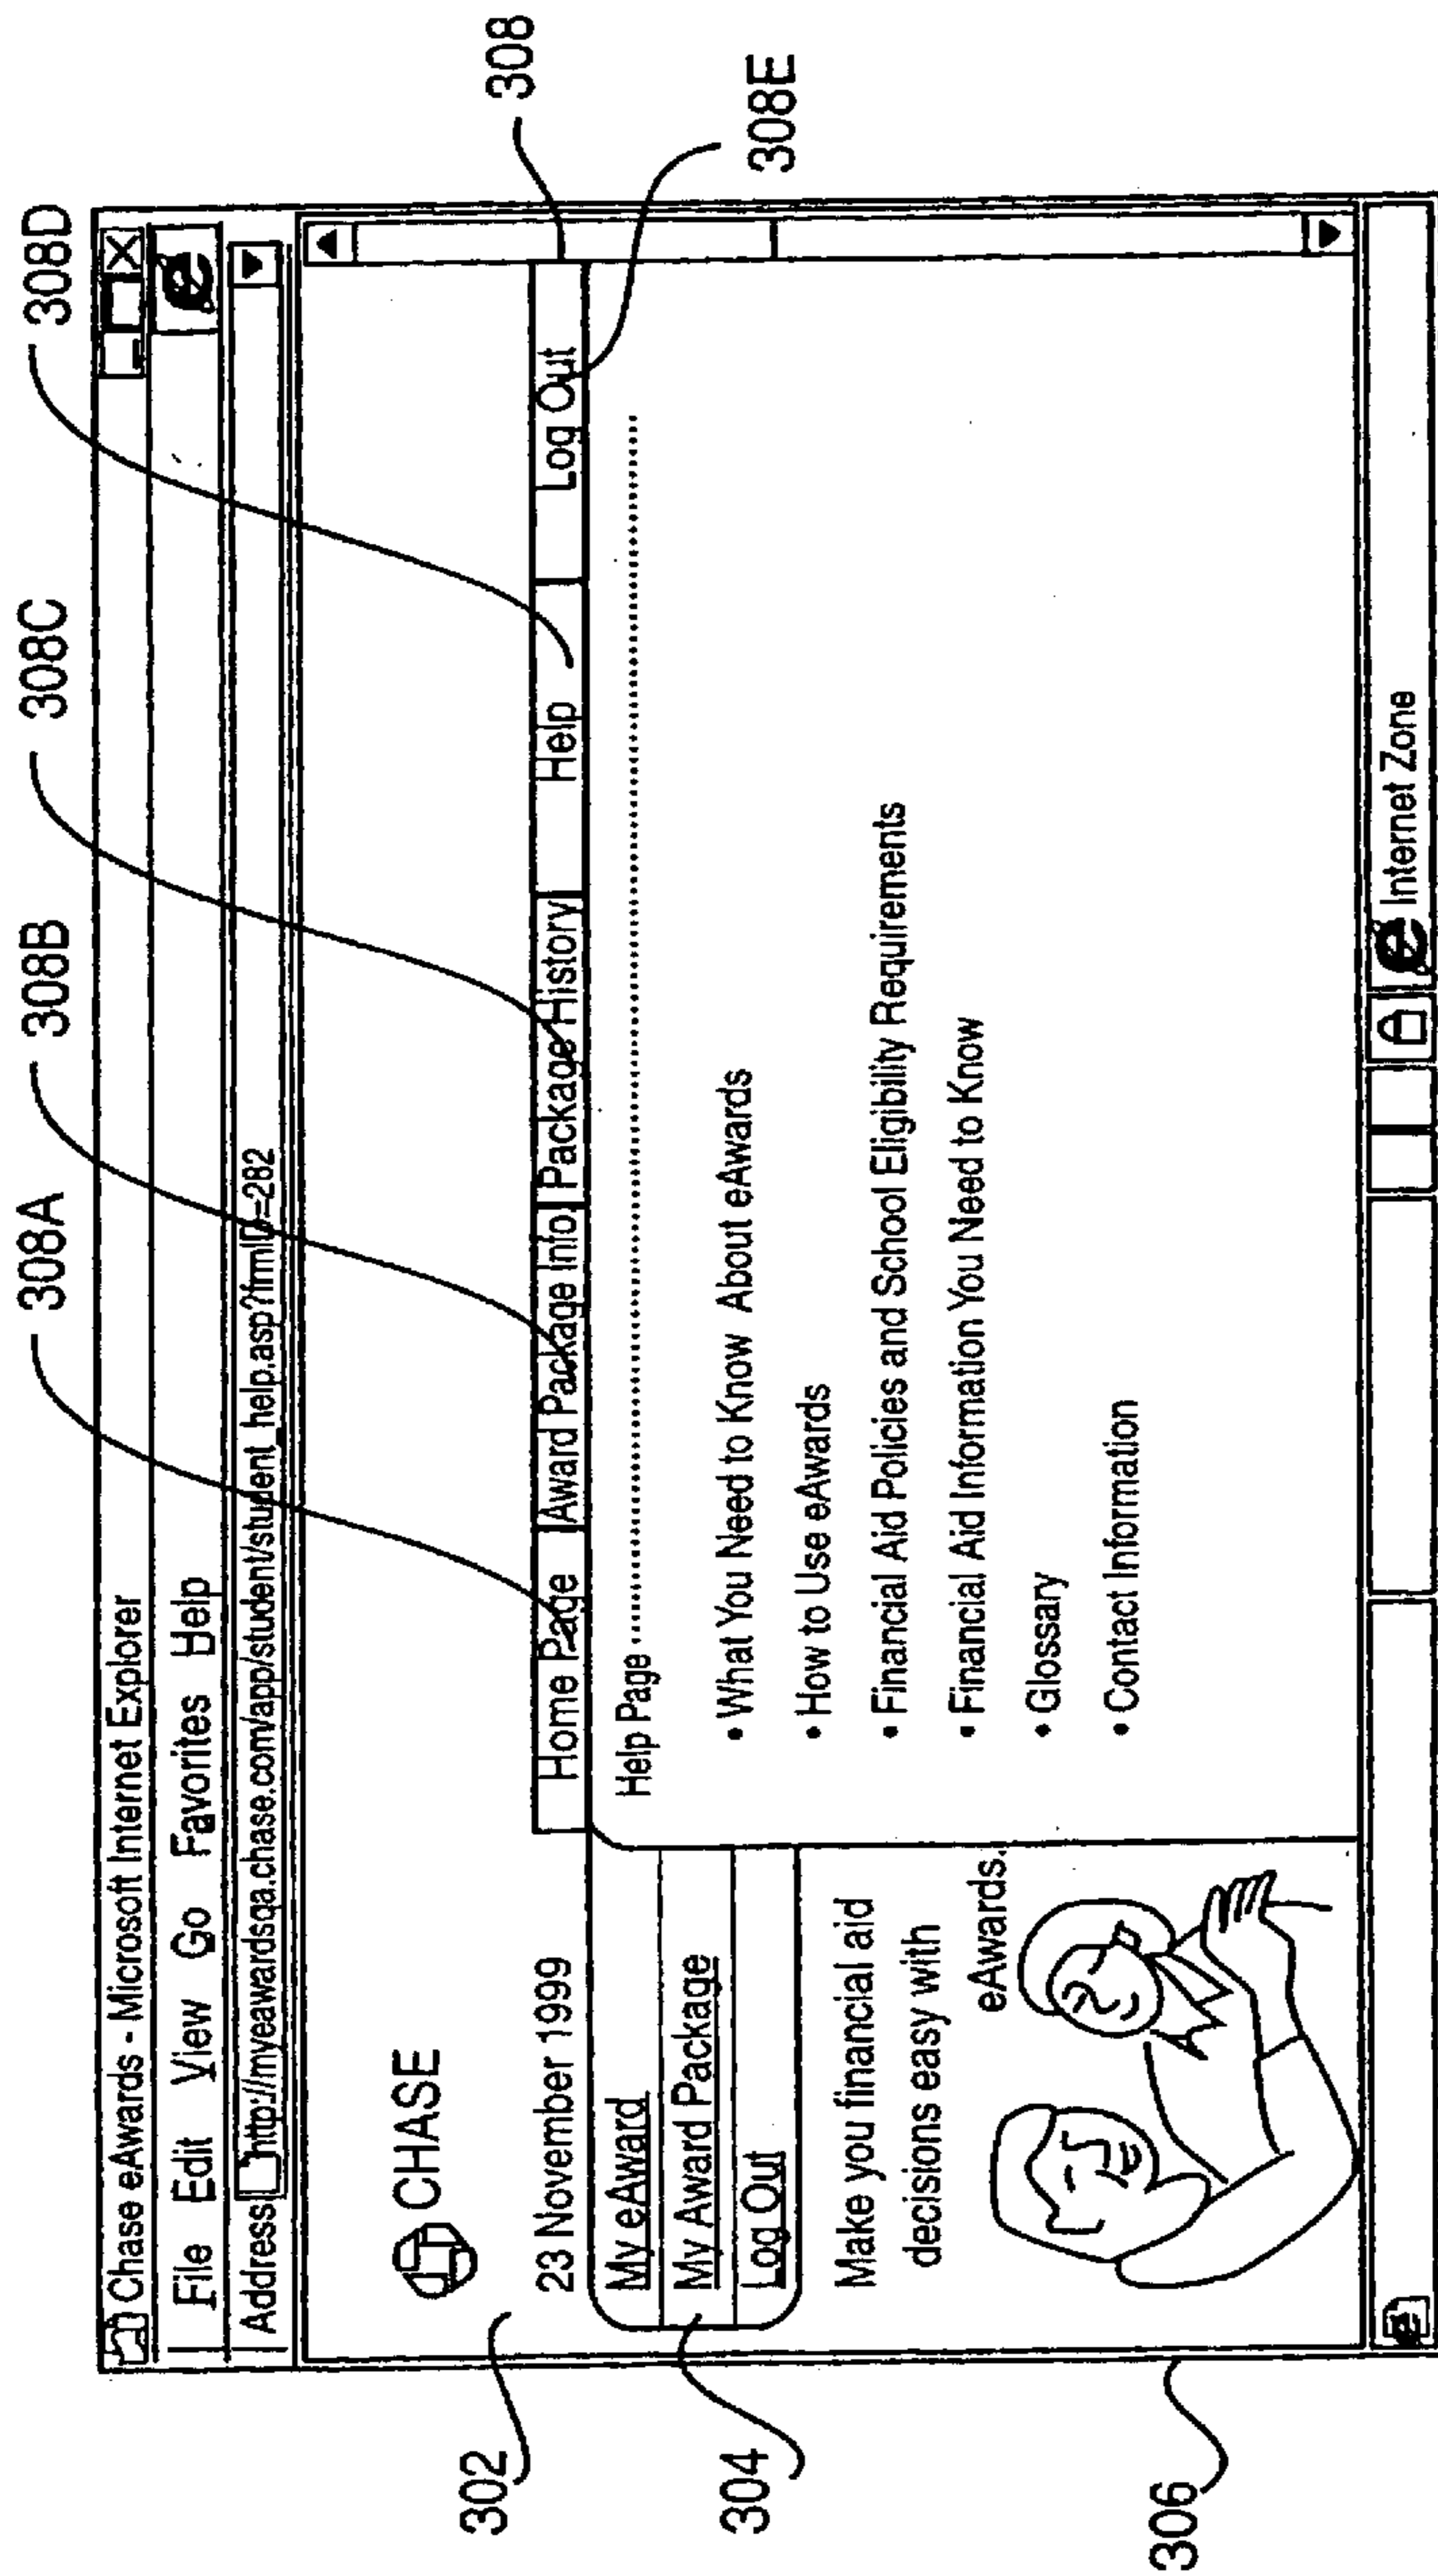 308A
308B
308C
308D
Chase eAwards - Microsoft Internet Explorer
File Edit View Go Favorites Help
Address http://myeawardsqa.chase.com/app/student/student_help.asp?frmID=282
302
CHASE
308
23 November 1999
Home Page Award Package Info Package History Help Log Out
My eAward
Help Page
304
My Award Package
308E
Log Out
• What You Need to Know About eAwards
• How to Use eAwards
Make you financial aid
• Financial Aid Policies and School Eligibility Requirements
decisions easy with
• Financial Aid Information You Need to Know
eAwards.
• Glossary
• Contact Information
306
Internet Zone